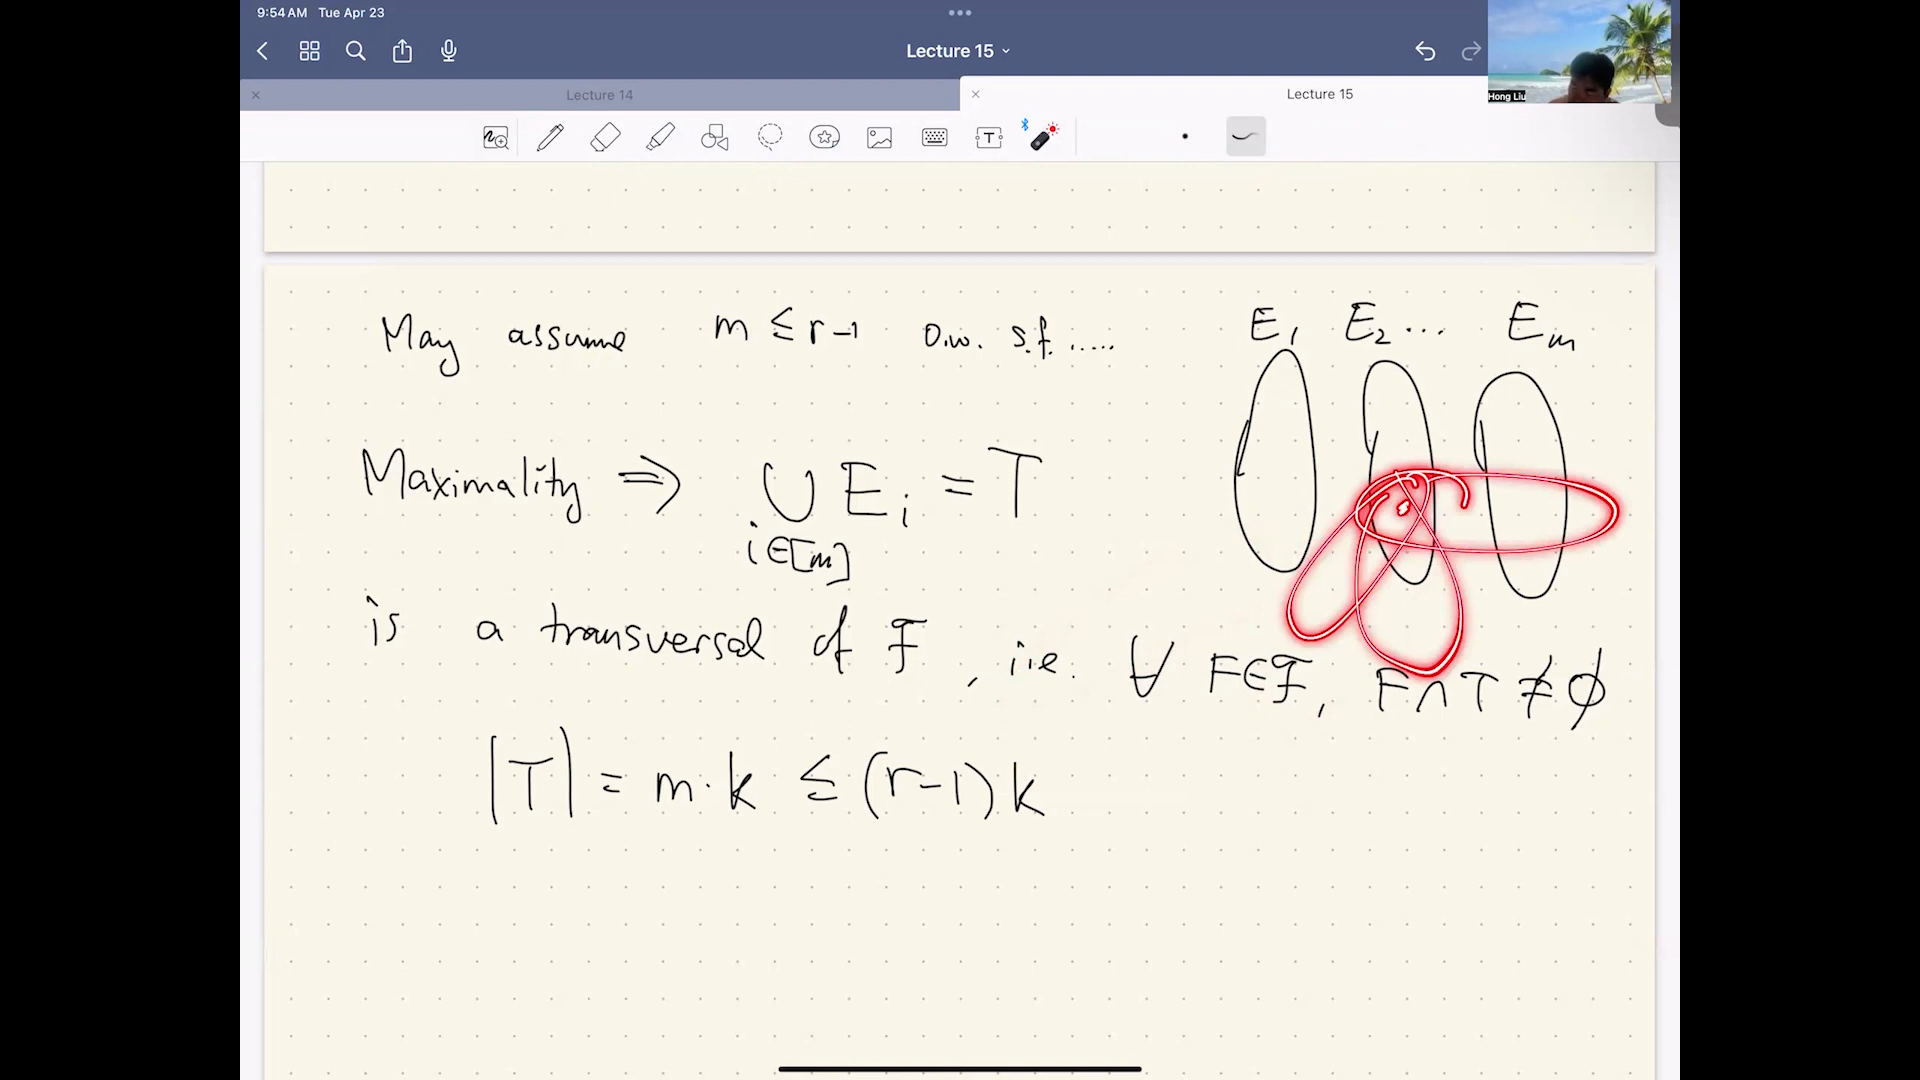 9:54 AM Tue Apr 23
Lecture 15
Lecture 14
Lecture 15
Hong Liu
May assume m ≤ r-1 o.w. s.f. .....
E₁ E₂ ... Eₘ
Maximality ⇒ ∪ Eᵢ = T
i∈[m]
is a transversal of F, i.e. ∀ F∈F, F∩T ≠ ∅
|T| = m·k ≤ (r-1)k